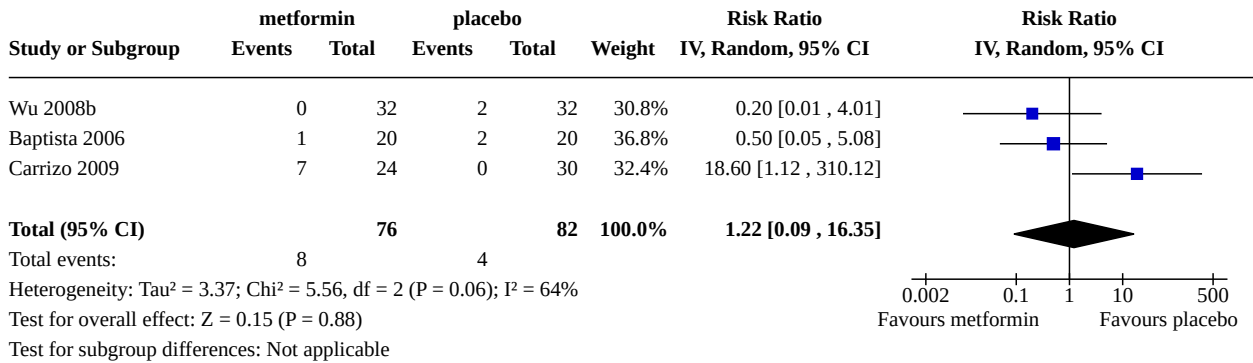 metformin placebo Risk Ratio Risk Ratio
Study or Subgroup Events Total Events Total Weight IV, Random, 95% CI IV, Random, 95% CI
Wu 2008b 0 32 2 32 30.8% 0.20 [0.01 , 4.01]
Baptista 2006 1 20 2 20 36.8% 0.50 [0.05 , 5.08]
Carrizo 2009 7 24 0 30 32.4% 18.60 [1.12 , 310.12]
Total (95% CI) 76 82 100.0% 1.22 [0.09 , 16.35]
Total events: 8 4
Heterogeneity: Tau² = 3.37; Chi² = 5.56, df = 2 (P = 0.06); I² = 64%
0.002 0.1 1 10 500
Test for overall effect: Z = 0.15 (P = 0.88)
Favours metformin Favours placebo
Test for subgroup differences: Not applicable